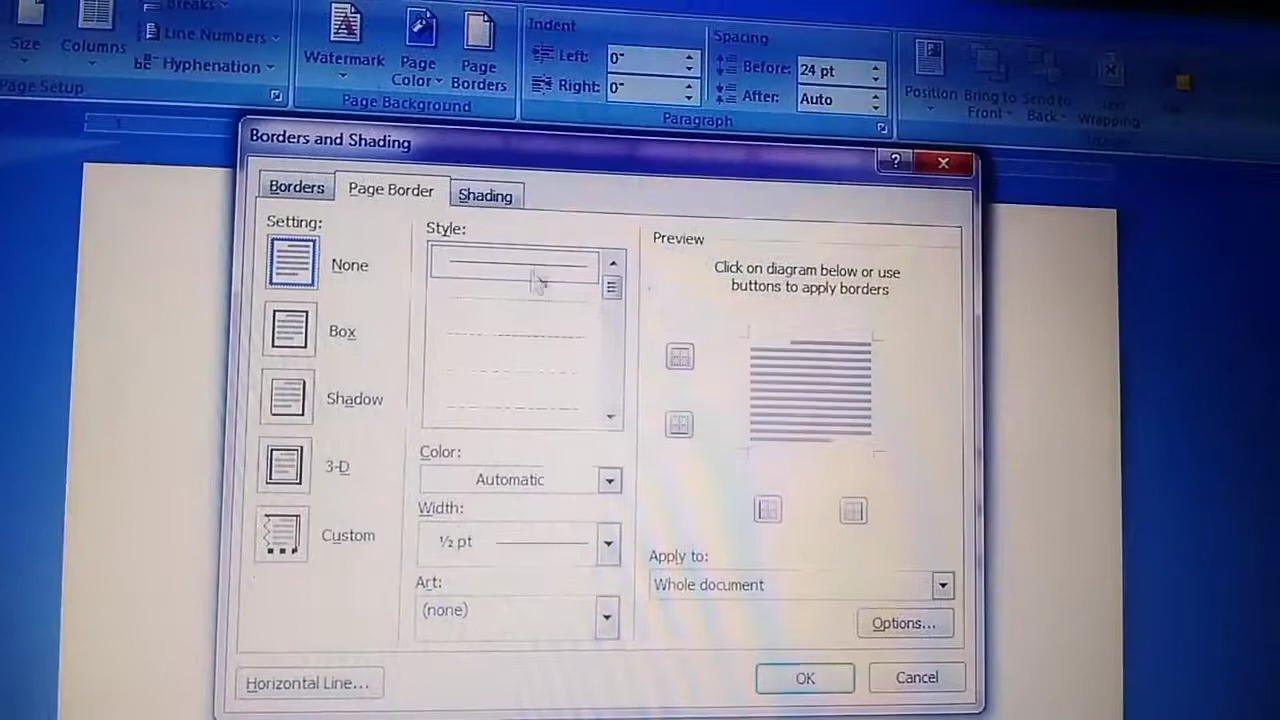 Breaks
Size
Columns
Line Numbers
Hyphenation
Page Setup
Watermark
Page Color
Page Borders
Page Background
Indent
Left: 0"
Right: 0"
Spacing
Before: 24 pt
After: Auto
Paragraph
Position
Bring to Front
Send to Back
Text Wrapping
Borders and Shading
?
Borders
Page Border
Shading
Setting:
None
Box
Shadow
3-D
Custom
Style:
Color:
Automatic
Width:
½ pt
Art:
(none)
Preview
Click on diagram below or use
buttons to apply borders
Apply to:
Whole document
Options...
Horizontal Line...
OK
Cancel